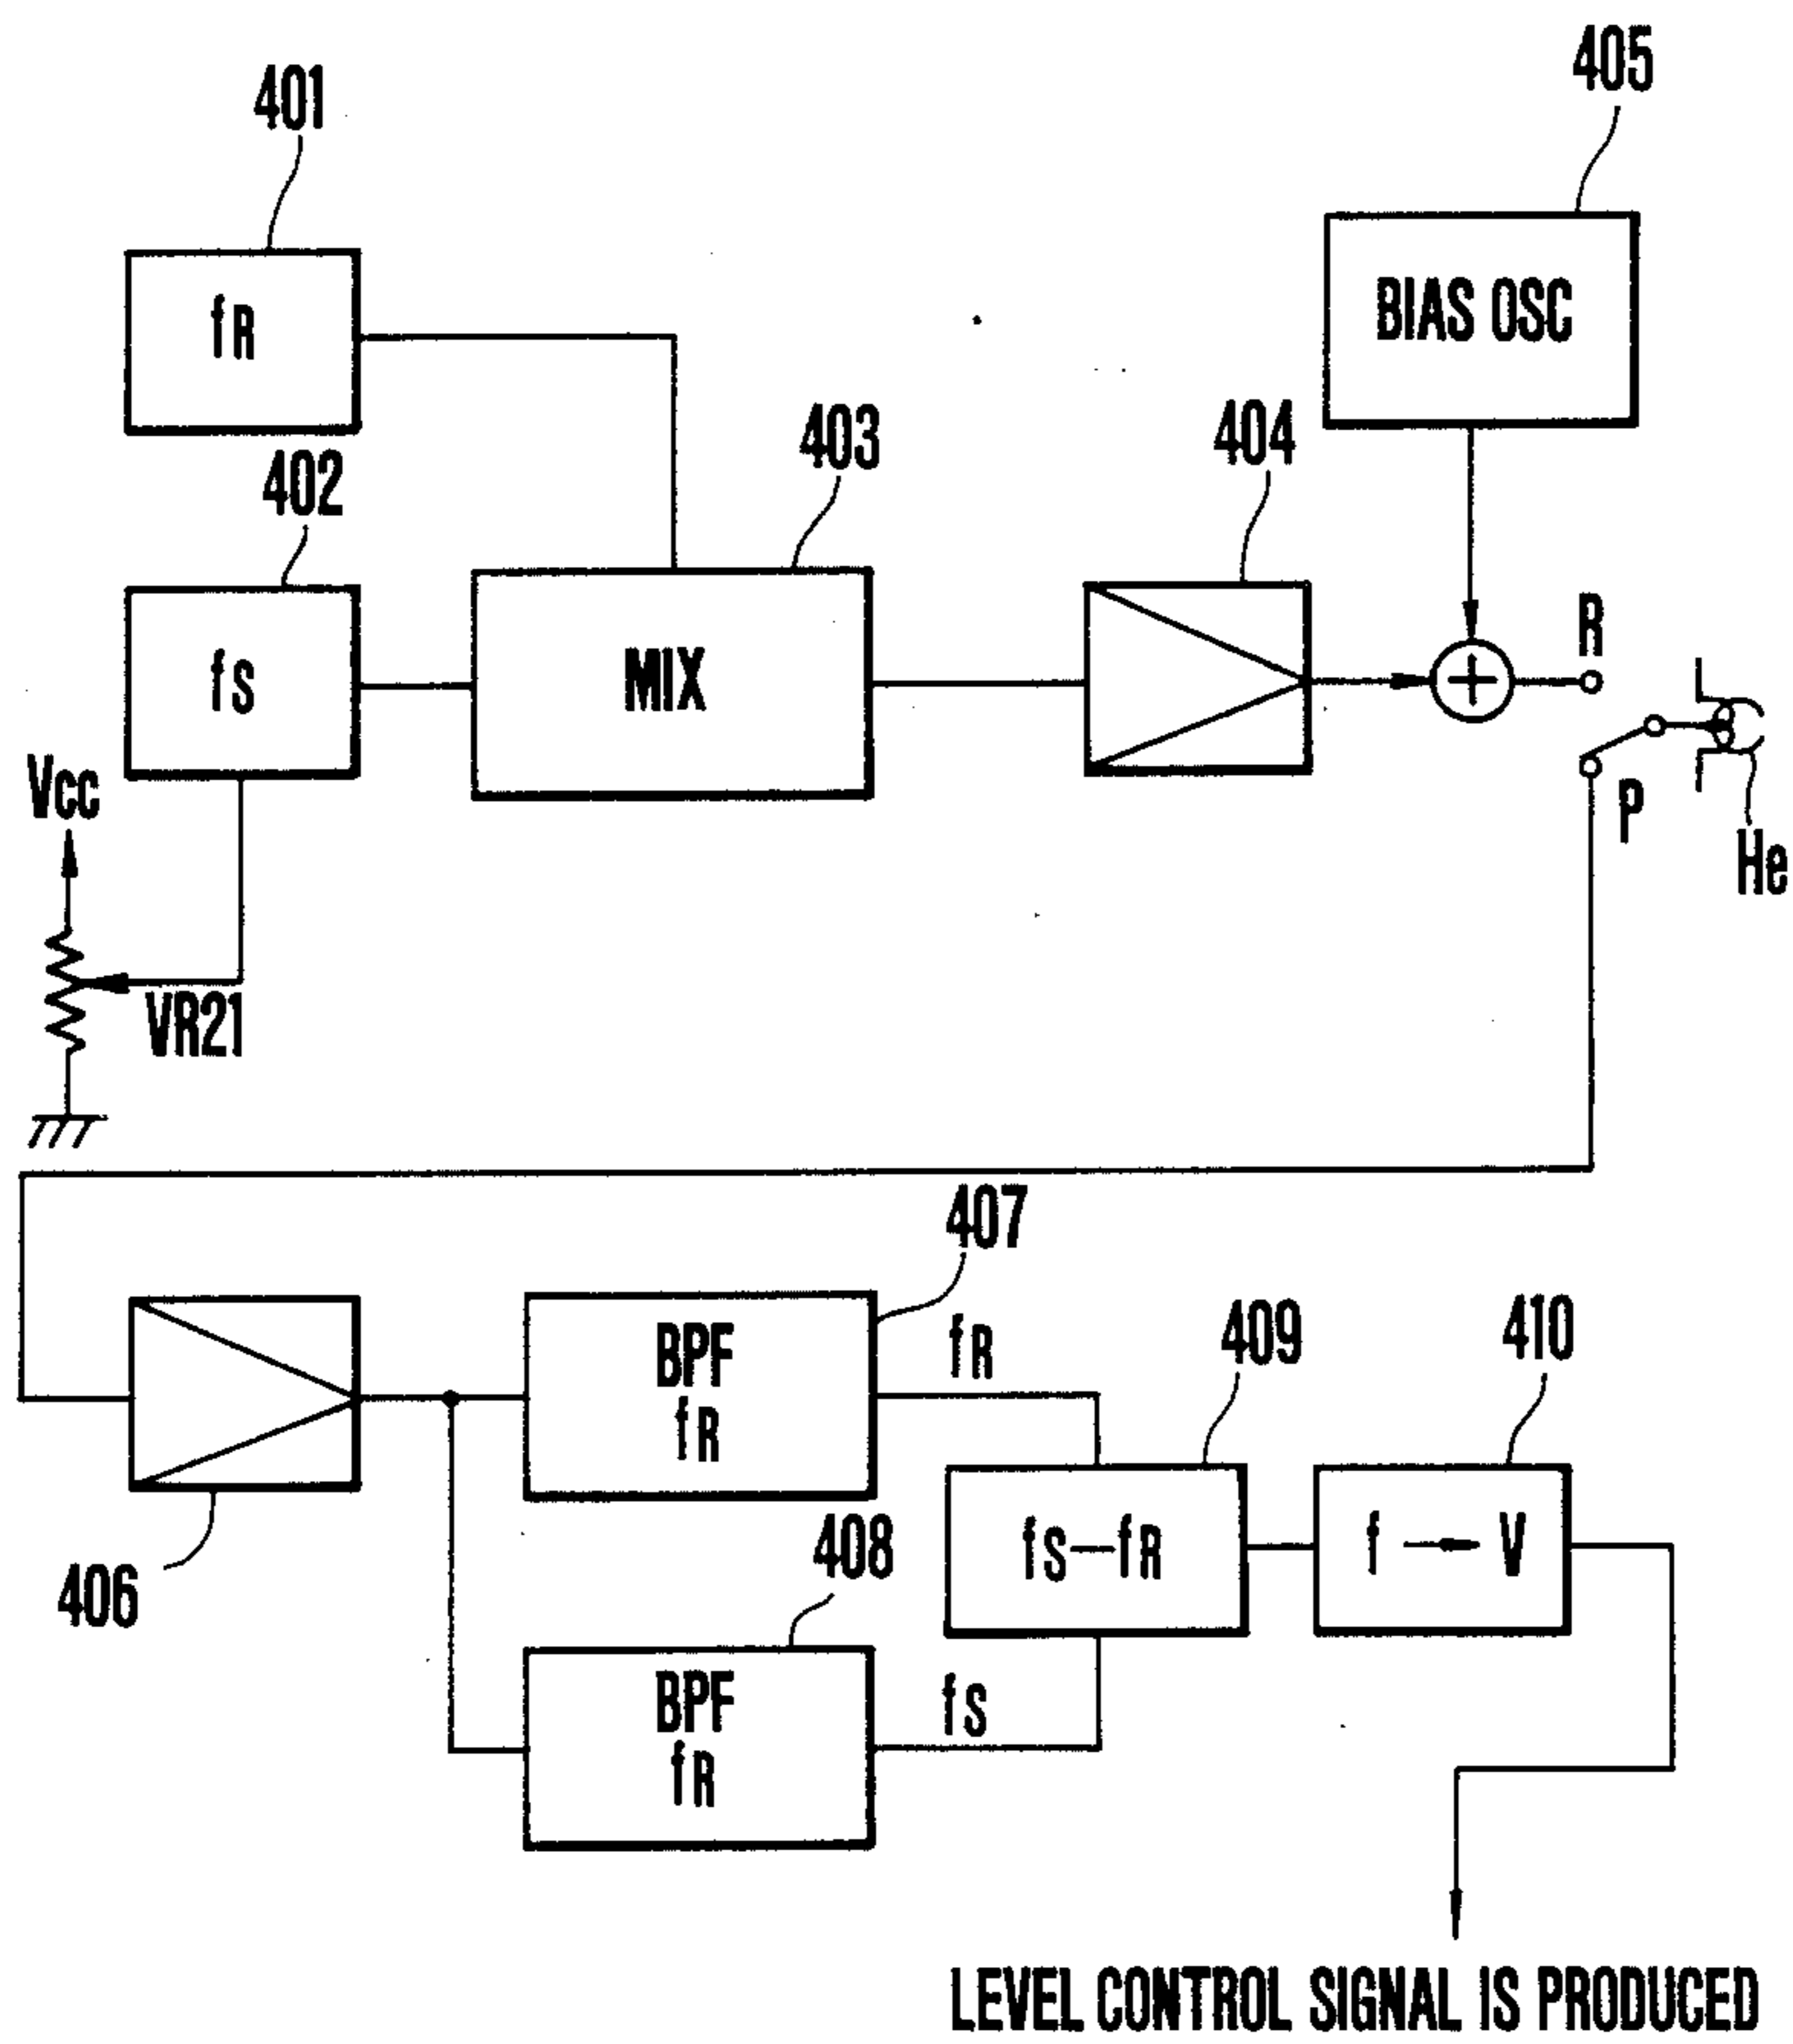 405
401
BIAS OSC
fR
403
404
402
R
fS
MIX
Vcc
P
He
VR21
407
409
410
BPF
fR
fR
fS—fR
f → V
408
406
BPF
fR
fS
LEVEL CONTROL SIGNAL IS PRODUCED